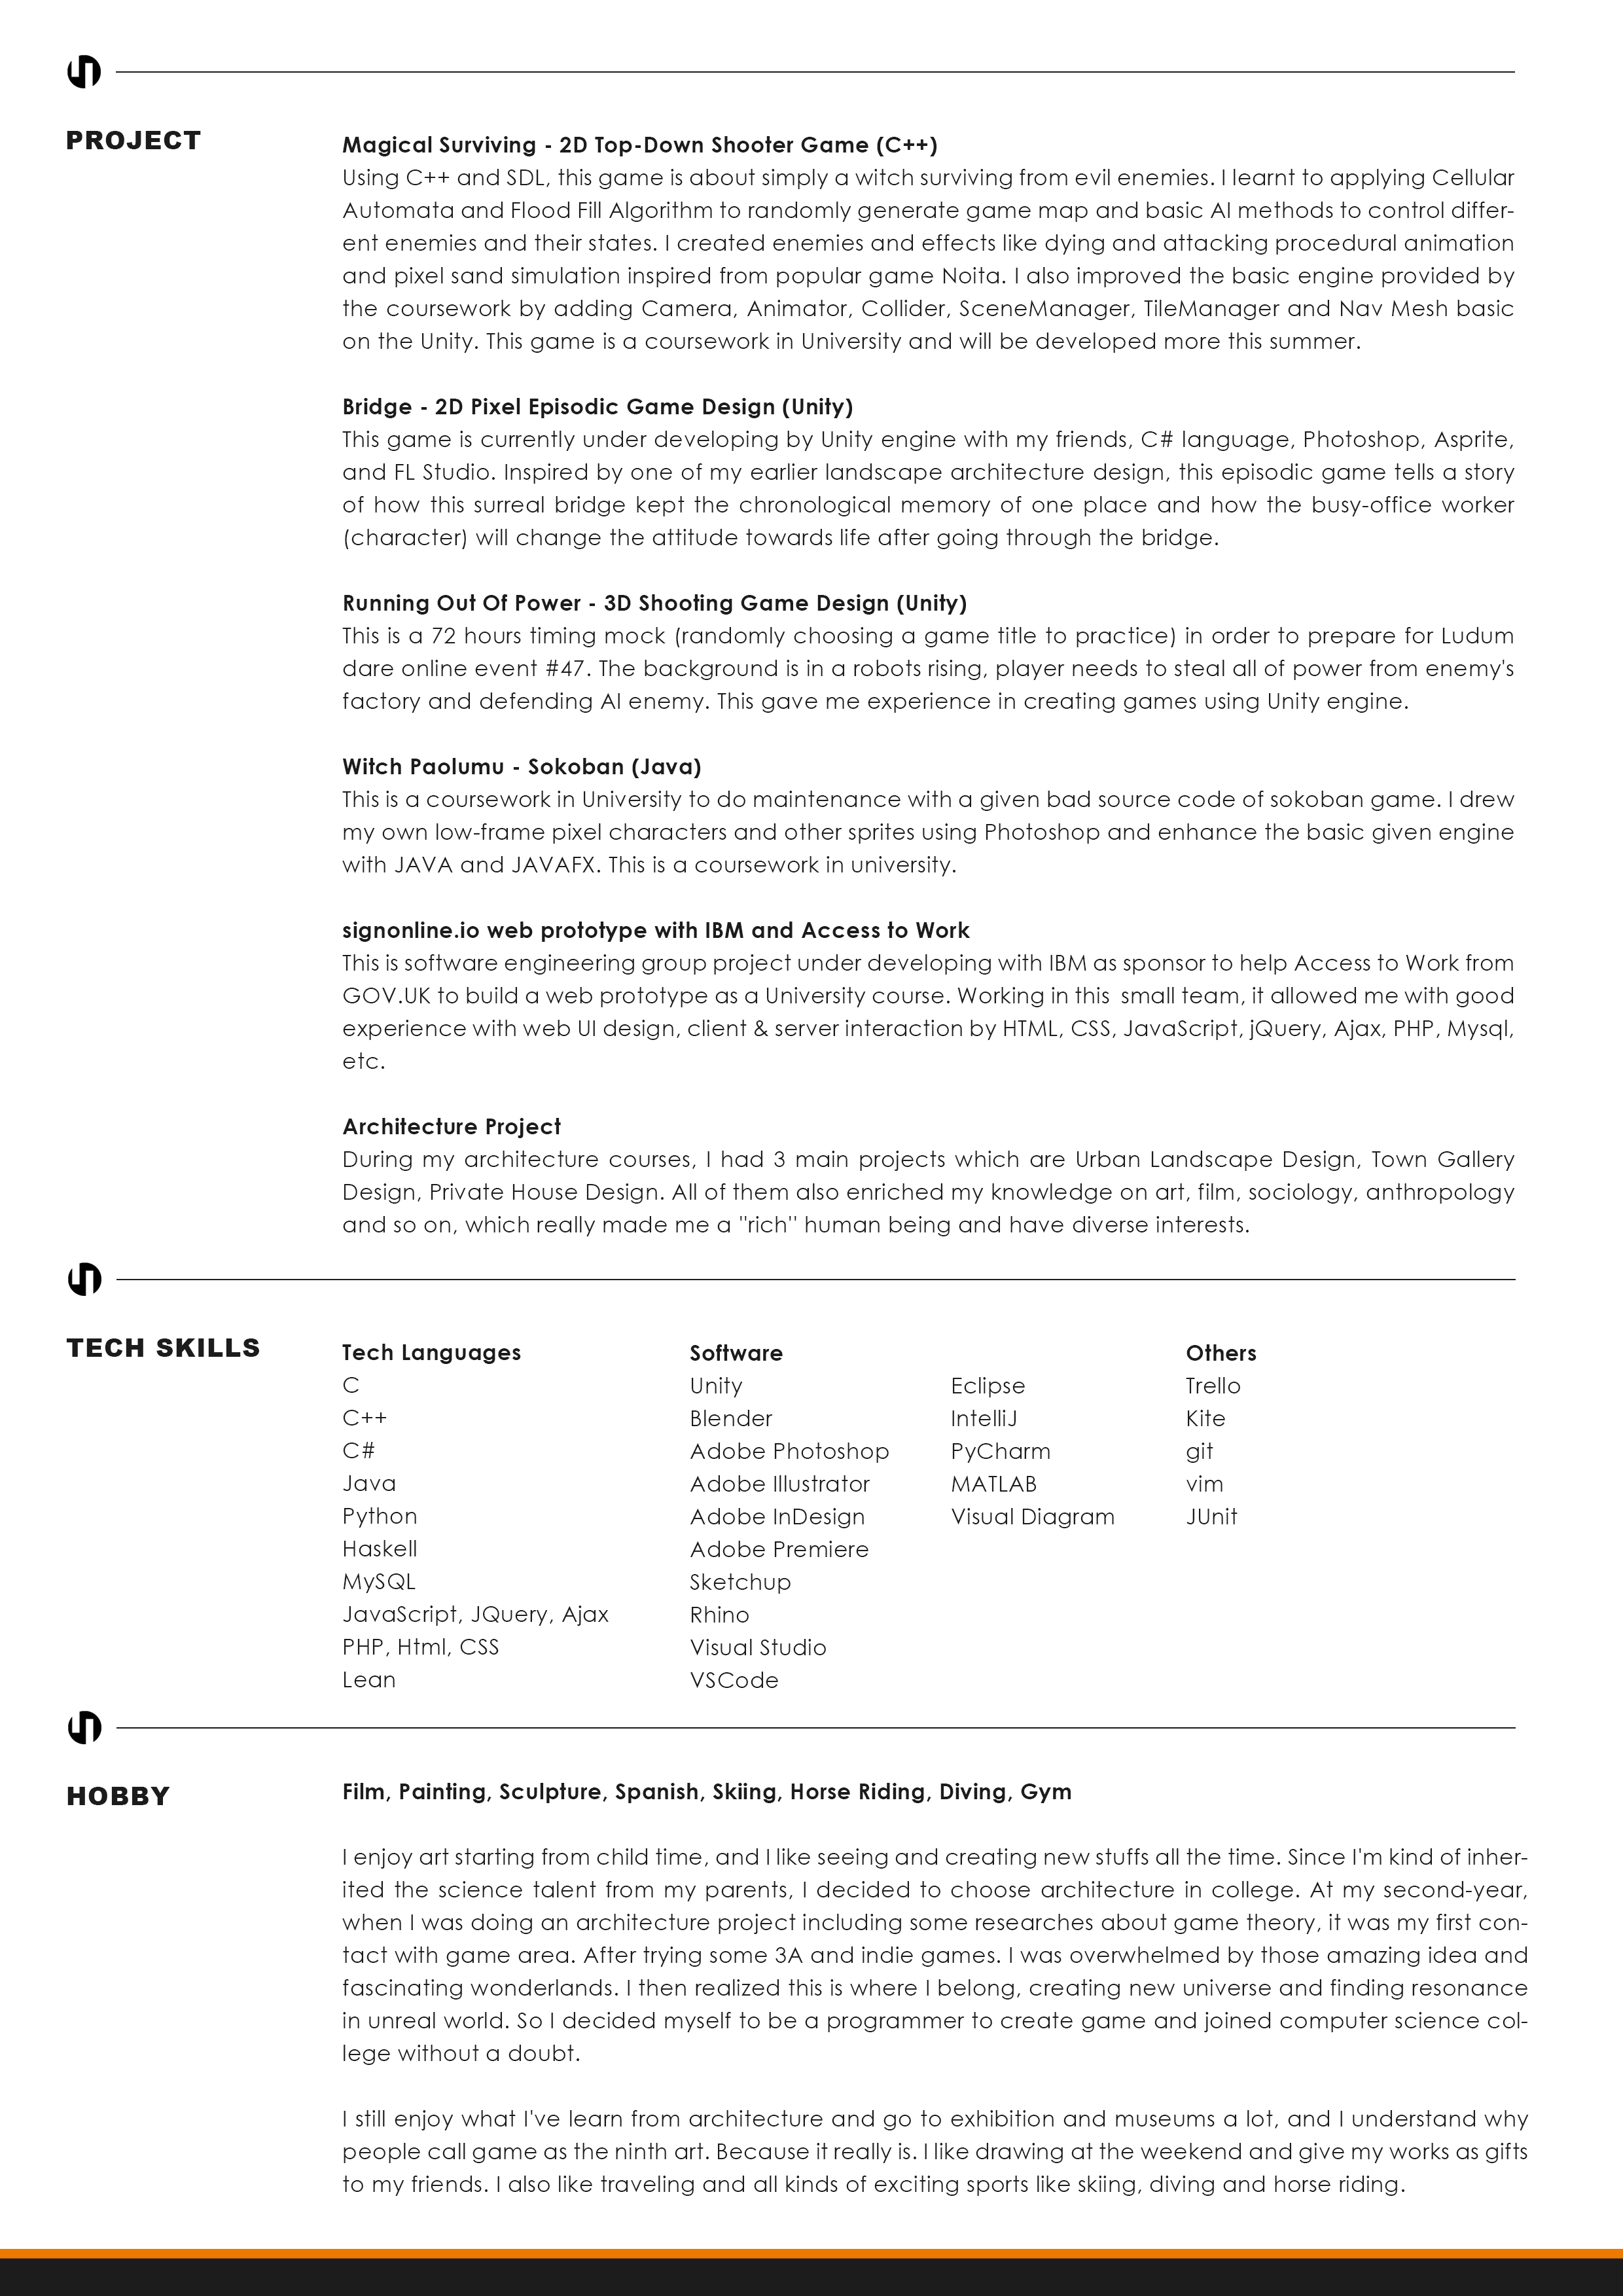 PROJECT
Magical Surviving - 2D Top-Down Shooter Game (C++)
Using C++ and SDL, this game is about simply a witch surviving from evil enemies. I learnt to applying Cellular
Automata and Flood Fill Algorithm to randomly generate game map and basic AI methods to control differ-
ent enemies and their states. I created enemies and effects like dying and attacking procedural animation
and pixel sand simulation inspired from popular game Noita. I also improved the basic engine provided by
the coursework by adding Camera, Animator, Collider, SceneManager, TileManager and Nav Mesh basic
on the Unity. This game is a coursework in University and will be developed more this summer.
Bridge - 2D Pixel Episodic Game Design (Unity)
This game is currently under developing by Unity engine with my friends, C# language, Photoshop, Asprite,
and FL Studio. Inspired by one of my earlier landscape architecture design, this episodic game tells a story
of how this surreal bridge kept the chronological memory of one place and how the busy-office worker
(character) will change the attitude towards life after going through the bridge.
Running Out Of Power - 3D Shooting Game Design (Unity)
This is a 72 hours timing mock (randomly choosing a game title to practice) in order to prepare for Ludum
dare online event #47. The background is in a robots rising, player needs to steal all of power from enemy's
factory and defending AI enemy. This gave me experience in creating games using Unity engine.
Witch Paolumu - Sokoban (Java)
This is a coursework in University to do maintenance with a given bad source code of sokoban game. I drew
my own low-frame pixel characters and other sprites using Photoshop and enhance the basic given engine
with JAVA and JAVAFX. This is a coursework in university.
signonline.io web prototype with IBM and Access to Work
This is software engineering group project under developing with IBM as sponsor to help Access to Work from
GOV.UK to build a web prototype as a University course. Working in this small team, it allowed me with good
experience with web UI design, client & server interaction by HTML, CSS, JavaScript, jQuery, Ajax, PHP, Mysql,
etc.
Architecture Project
During my architecture courses, I had 3 main projects which are Urban Landscape Design, Town Gallery
Design, Private House Design. All of them also enriched my knowledge on art, film, sociology, anthropology
and so on, which really made me a "rich" human being and have diverse interests.
TECH SKILLS
Tech Languages
C
C++
C#
Java
Python
Haskell
MySQL
JavaScript, JQuery, Ajax
PHP, Html, CSS
Lean
Software
Unity
Blender
Adobe Photoshop
Adobe Illustrator
Adobe InDesign
Adobe Premiere
Sketchup
Rhino
Visual Studio
VSCode
Eclipse
IntelliJ
PyCharm
MATLAB
Visual Diagram
Others
Trello
Kite
git
vim
JUnit
HOBBY
Film, Painting, Sculpture, Spanish, Skiing, Horse Riding, Diving, Gym
I enjoy art starting from child time, and I like seeing and creating new stuffs all the time. Since I'm kind of inher-
ited the science talent from my parents, I decided to choose architecture in college. At my second-year,
when I was doing an architecture project including some researches about game theory, it was my first con-
tact with game area. After trying some 3A and indie games. I was overwhelmed by those amazing idea and
fascinating wonderlands. I then realized this is where I belong, creating new universe and finding resonance
in unreal world. So I decided myself to be a programmer to create game and joined computer science col-
lege without a doubt.
I still enjoy what I've learn from architecture and go to exhibition and museums a lot, and I understand why
people call game as the ninth art. Because it really is. I like drawing at the weekend and give my works as gifts
to my friends. I also like traveling and all kinds of exciting sports like skiing, diving and horse riding.